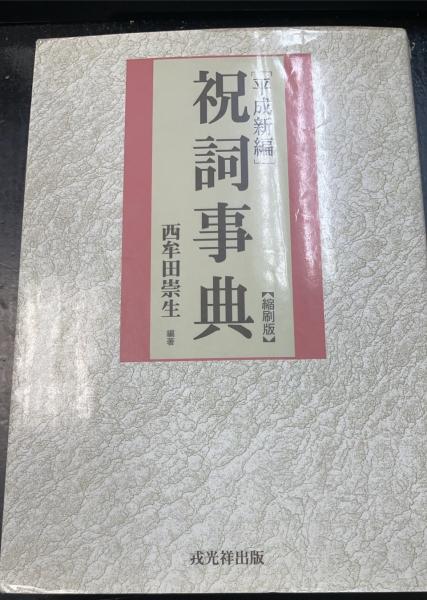 [平成新編]
祝詞事典
【縮刷版】
西牟田崇生
編著
戎光祥出版